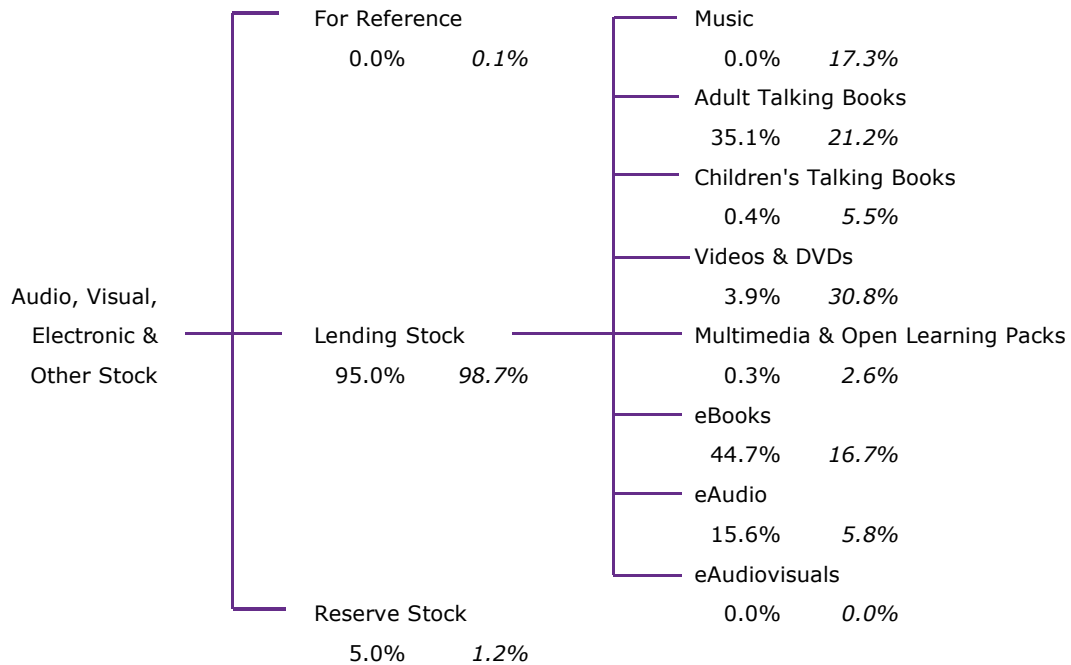 Audio, Visual,
Electronic &
Other Stock
For Reference
0.0% 0.1%
Lending Stock
95.0% 98.7%
Reserve Stock
5.0% 1.2%
Music
0.0% 17.3%
Adult Talking Books
35.1% 21.2%
Children's Talking Books
0.4% 5.5%
Videos & DVDs
3.9% 30.8%
Multimedia & Open Learning Packs
0.3% 2.6%
eBooks
44.7% 16.7%
eAudio
15.6% 5.8%
eAudiovisuals
0.0% 0.0%